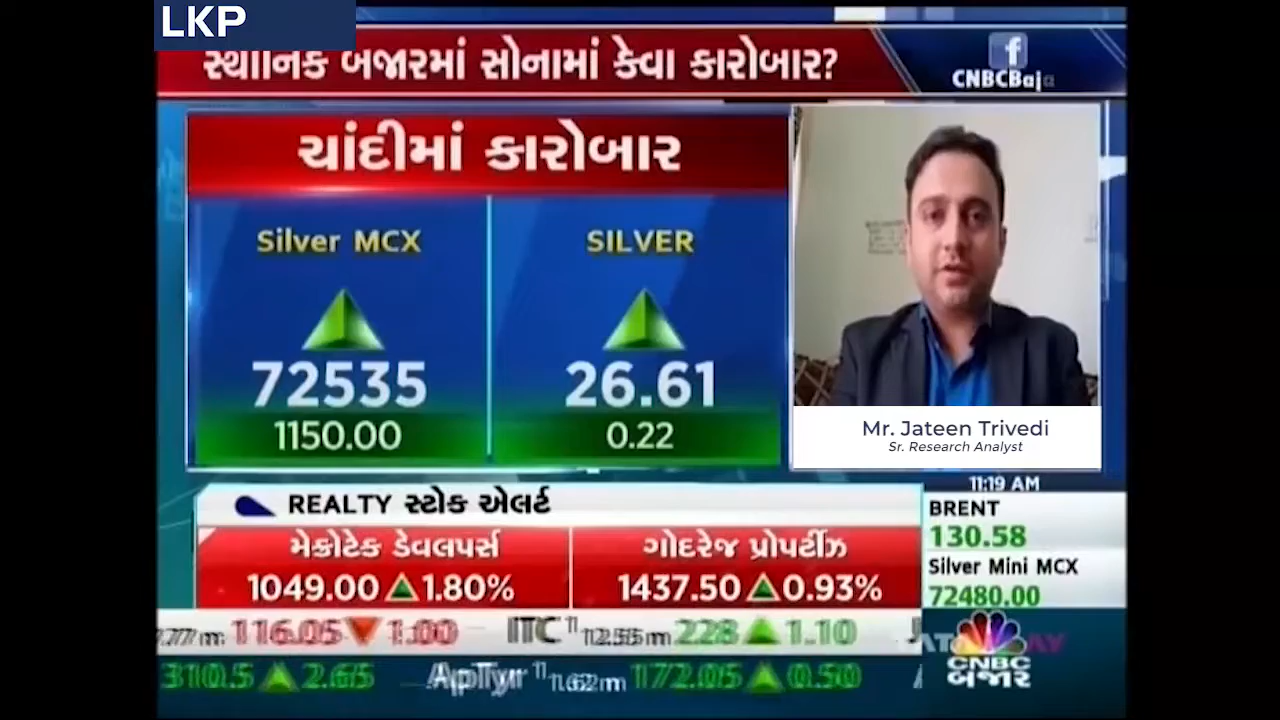 LKP
સ્થાનિક બજારમાં સોનામાં કેવા કારોબાર?
CNBCBaja
ચાંદીમાં કારોબાર
Silver MCX
72535
1150.00
SILVER
26.61
0.22
Mr. Jateen Trivedi
Sr. Research Analyst
REALTY સ્ટોક એલર્ટ
મેક્રોટેક ડેવલપર્સ
1049.00 1.80%
ગોદરેજ પ્રોપર્ટીઝ
1437.50 0.93%
11:19 AM
BRENT
130.58
Silver Mini MCX
72480.00
116.05 1.00 ITC 228 1.10
310.5 2.65 ApTyr 1.62m 172.05 0.50
CNBC
બજાર